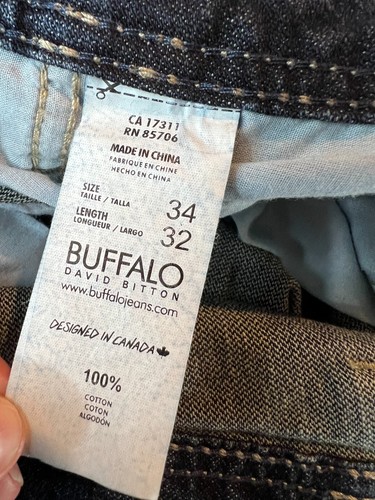 CA 17311
RN 85706
MADE IN CHINA
FABRIQUE EN CHINE
HECHO EN CHINA
SIZE
TAILLE / TALLA
34
LENGTH
LONGUEUR / LARGO
32
BUFFALO
DAVID BITTON
www.buffalojeans.com
DESIGNED IN CANADA
100%
COTTON
COTON
ALGODÓN